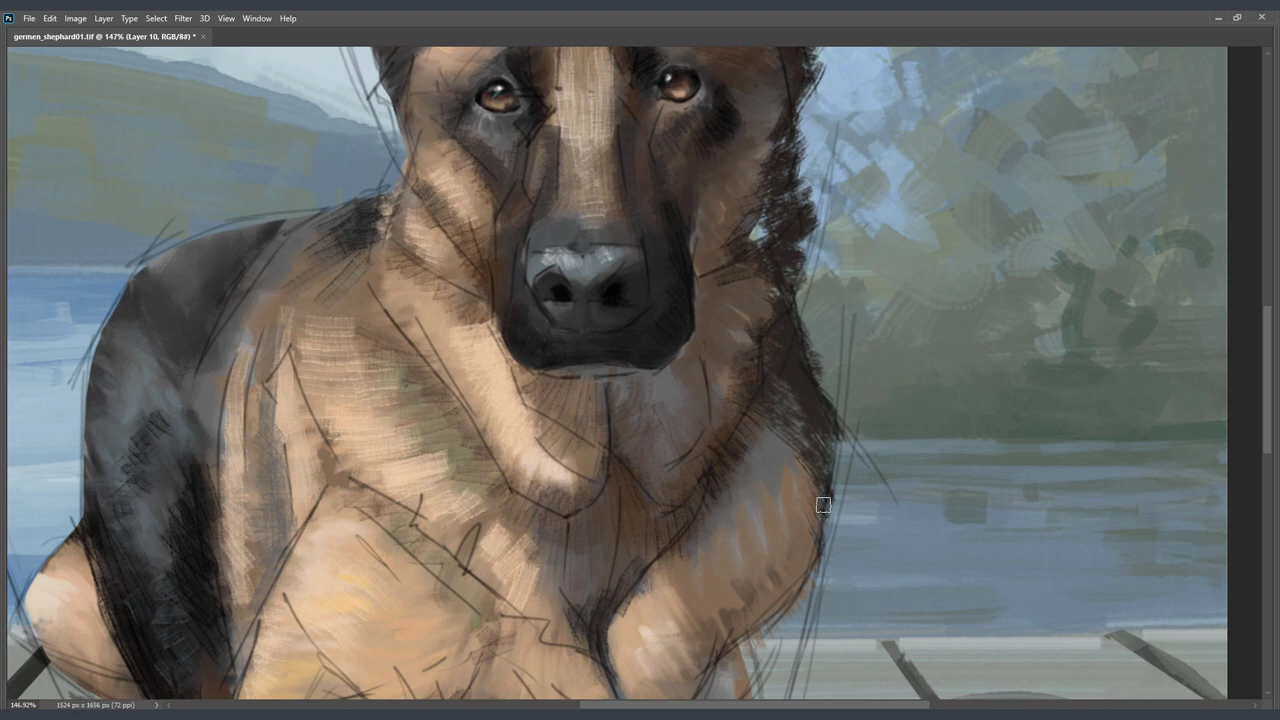 Ps File Edit Image Layer Type Select Filter 3D View Window Help
germen_shephard01.tif @ 147% (Layer 10, RGB/8#) *
146.92% 1524 px x 1656 px (72 ppi)